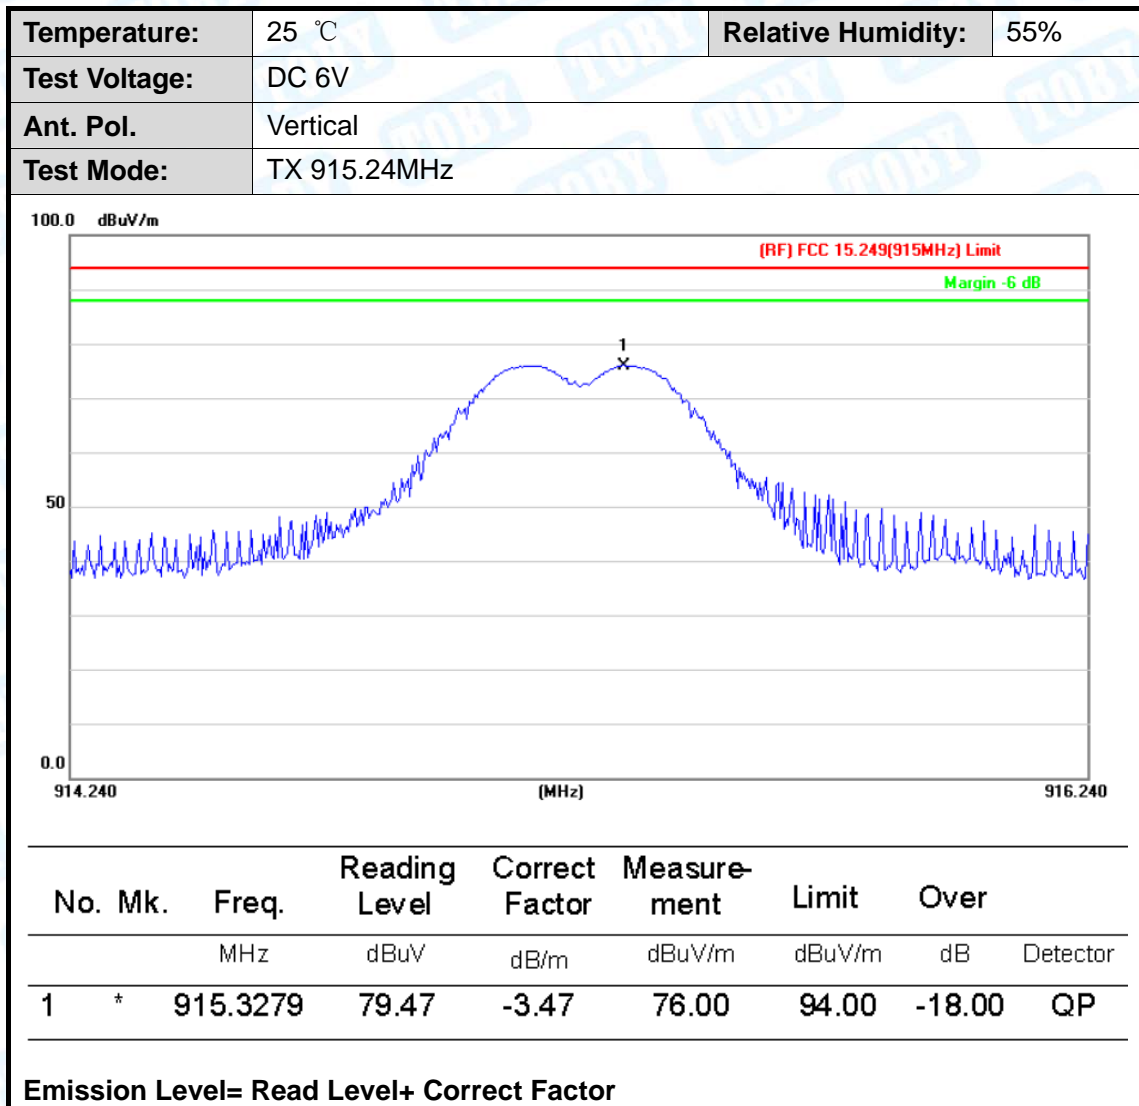 Temperature: 25 ℃ Relative Humidity: 55%
Test Voltage: DC 6V
Ant. Pol. Vertical
Test Mode: TX 915.24MHz
100.0 dBuV/m
(RF) FCC 15.249(915MHz) Limit
Margin -6 dB
1
50
0.0
914.240 (MHz) 916.240
No. Mk. Freq. Reading Level Correct Factor Measure-ment Limit Over
MHz dBuV dB/m dBuV/m dBuV/m dB Detector
1 * 915.3279 79.47 -3.47 76.00 94.00 -18.00 QP
Emission Level= Read Level+ Correct Factor
TOBY